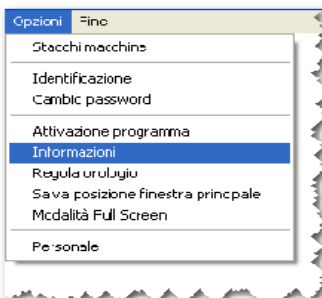 Opzioni Fine
Stacchi macchine
Identificazione
Cambio password
Attivazione programma
Informazioni
Regola orologio
Salva posizione finestra principale
Modalità Full Screen
Personale